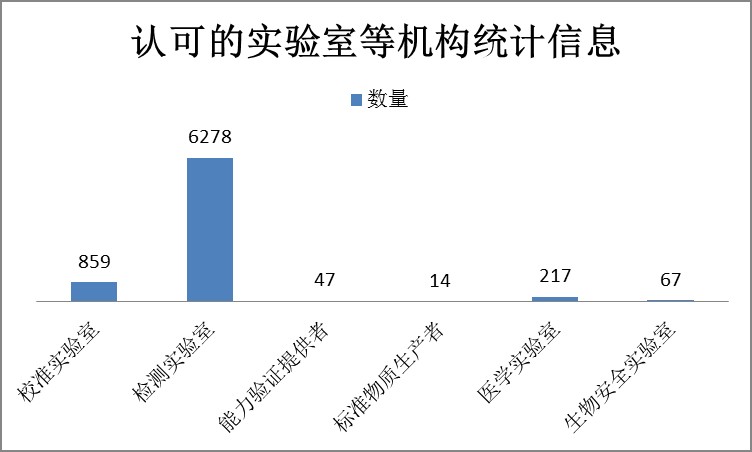 认可的实验室等机构统计信息
数量
6278
859
47
14
217
67
校准实验室
检测实验室
能力验证提供者
标准物质生产者
医学实验室
生物安全实验室